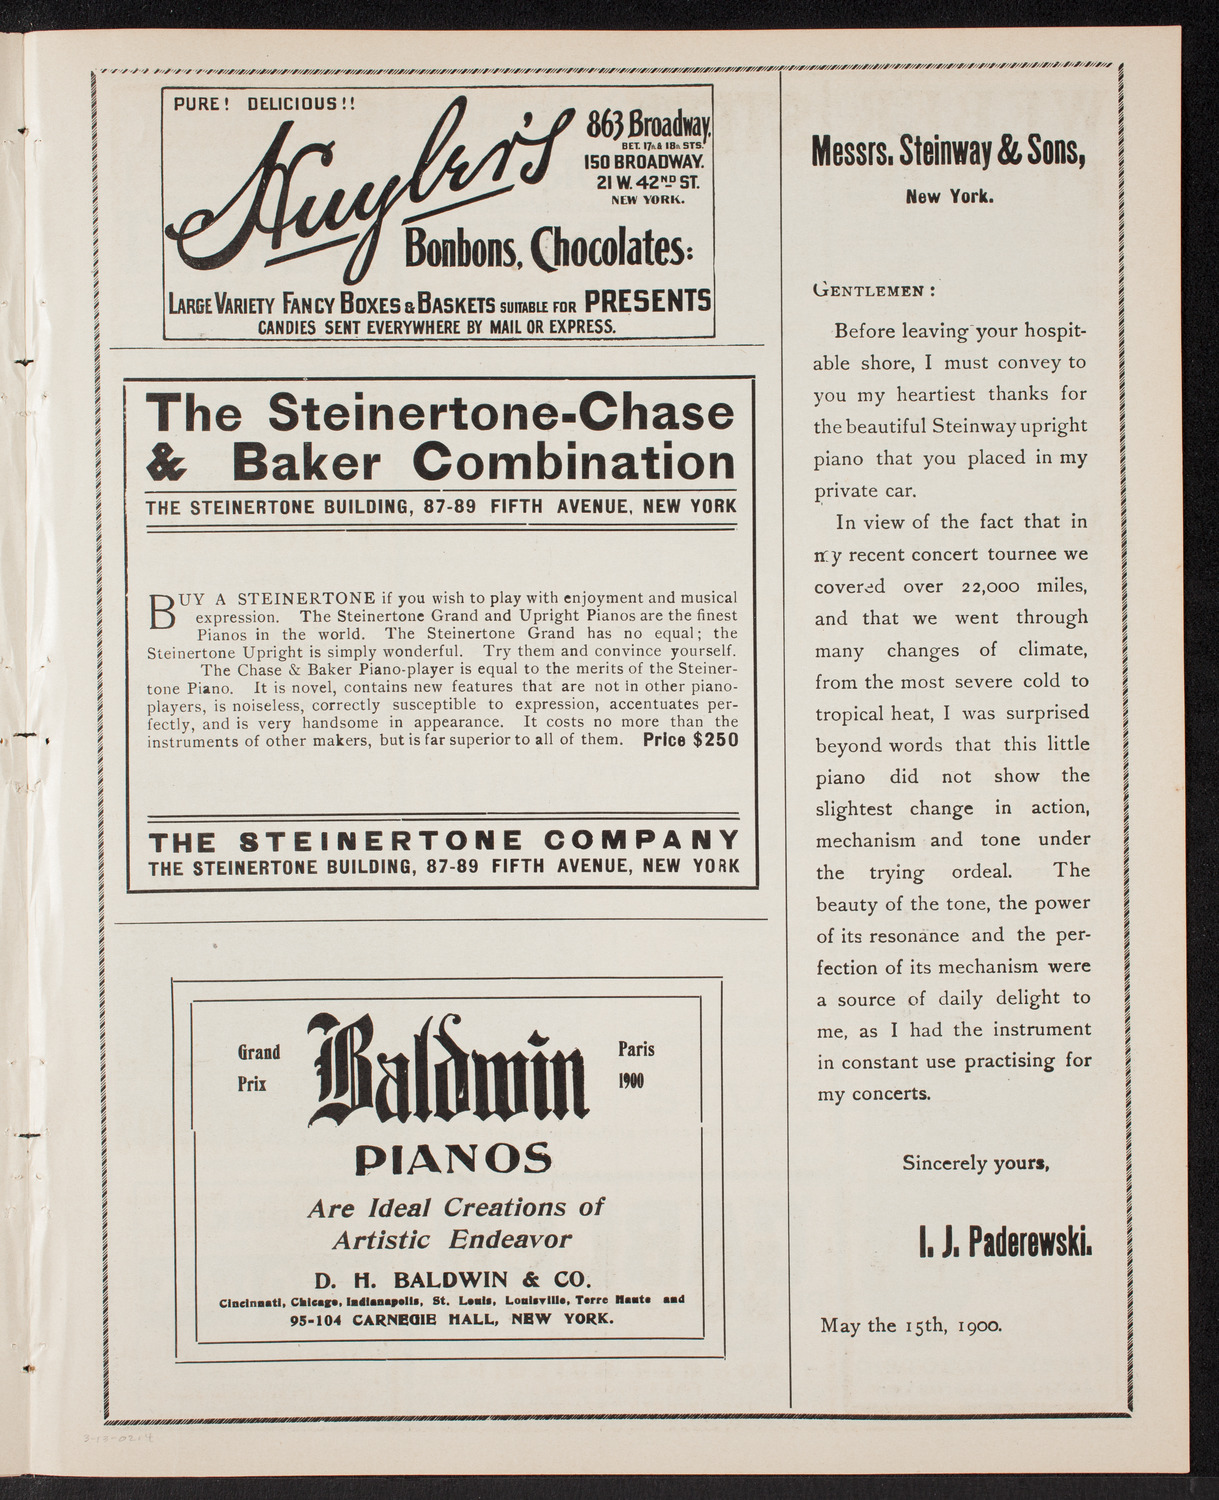 PURE! DELICIOUS!!
Huyler's
863 Broadway,
BET. 17th & 18th STS.
150 BROADWAY.
21 W. 42ND ST.
NEW YORK.
Bonbons, Chocolates:
LARGE VARIETY FANCY BOXES & BASKETS SUITABLE FOR PRESENTS
CANDIES SENT EVERYWHERE BY MAIL OR EXPRESS.
The Steinertone-Chase
& Baker Combination
THE STEINERTONE BUILDING, 87-89 FIFTH AVENUE, NEW YORK
BUY A STEINERTONE if you wish to play with enjoyment and musical
expression. The Steinertone Grand and Upright Pianos are the finest
Pianos in the world. The Steinertone Grand has no equal; the
Steinertone Upright is simply wonderful. Try them and convince yourself.
The Chase & Baker Piano-player is equal to the merits of the Steiner-
tone Piano. It is novel, contains new features that are not in other piano-
players, is noiseless, correctly susceptible to expression, accentuates per-
fectly, and is very handsome in appearance. It costs no more than the
instruments of other makers, but is far superior to all of them. Price $250
THE STEINERTONE COMPANY
THE STEINERTONE BUILDING, 87-89 FIFTH AVENUE, NEW YORK
Grand Prix
Baldwin
Paris 1900
PIANOS
Are Ideal Creations of
Artistic Endeavor
D. H. BALDWIN & CO.
Cincinnati, Chicago, Indianapolis, St. Louis, Louisville, Terre Haute and
95-104 CARNEGIE HALL, NEW YORK.
Messrs. Steinway & Sons,
New York.
GENTLEMEN:
Before leaving your hospit-
able shore, I must convey to
you my heartiest thanks for
the beautiful Steinway upright
piano that you placed in my
private car.
In view of the fact that in
my recent concert tournee we
covered over 22,000 miles,
and that we went through
many changes of climate,
from the most severe cold to
tropical heat, I was surprised
beyond words that this little
piano did not show the
slightest change in action,
mechanism and tone under
the trying ordeal. The
beauty of the tone, the power
of its resonance and the per-
fection of its mechanism were
a source of daily delight to
me, as I had the instrument
in constant use practising for
my concerts.
Sincerely yours,
I. J. Paderewski.
May the 15th, 1900.